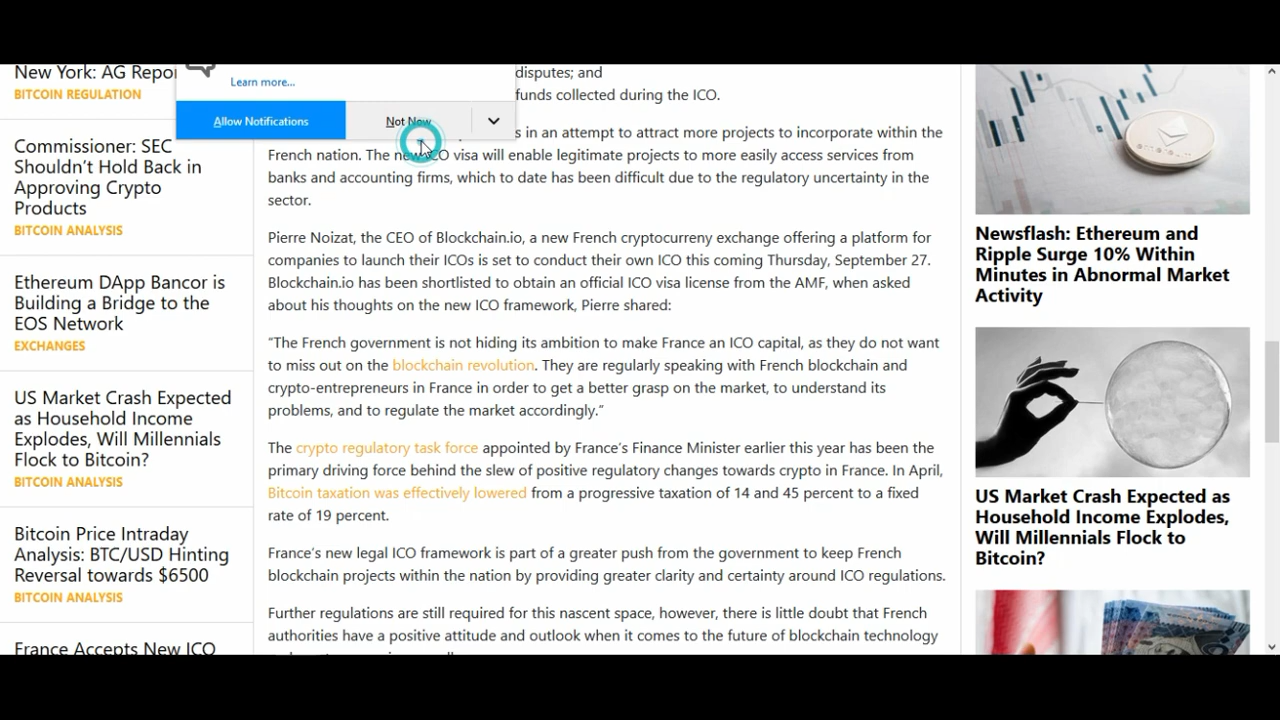 New York: AG Repor
BITCOIN REGULATION
Commissioner: SEC
Shouldn't Hold Back in
Approving Crypto
Products
BITCOIN ANALYSIS
Ethereum DApp Bancor is
Building a Bridge to the
EOS Network
EXCHANGES
US Market Crash Expected
as Household Income
Explodes, Will Millennials
Flock to Bitcoin?
BITCOIN ANALYSIS
Bitcoin Price Intraday
Analysis: BTC/USD Hinting
Reversal towards $6500
BITCOIN ANALYSIS
France Accepts New ICO
Learn more...
Allow Notifications
Not Now
disputes; and
funds collected during the ICO.
s in an attempt to attract more projects to incorporate within the
French nation. The new ICO visa will enable legitimate projects to more easily access services from
banks and accounting firms, which to date has been difficult due to the regulatory uncertainty in the
sector.
Pierre Noizat, the CEO of Blockchain.io, a new French cryptocurreny exchange offering a platform for
companies to launch their ICOs is set to conduct their own ICO this coming Thursday, September 27.
Blockchain.io has been shortlisted to obtain an official ICO visa license from the AMF, when asked
about his thoughts on the new ICO framework, Pierre shared:
“The French government is not hiding its ambition to make France an ICO capital, as they do not want
to miss out on the blockchain revolution. They are regularly speaking with French blockchain and
crypto-entrepreneurs in France in order to get a better grasp on the market, to understand its
problems, and to regulate the market accordingly.”
The crypto regulatory task force appointed by France's Finance Minister earlier this year has been the
primary driving force behind the slew of positive regulatory changes towards crypto in France. In April,
Bitcoin taxation was effectively lowered from a progressive taxation of 14 and 45 percent to a fixed
rate of 19 percent.
France's new legal ICO framework is part of a greater push from the government to keep French
blockchain projects within the nation by providing greater clarity and certainty around ICO regulations.
Further regulations are still required for this nascent space, however, there is little doubt that French
authorities have a positive attitude and outlook when it comes to the future of blockchain technology
Newsflash: Ethereum and
Ripple Surge 10% Within
Minutes in Abnormal Market
Activity
US Market Crash Expected as
Household Income Explodes,
Will Millennials Flock to
Bitcoin?